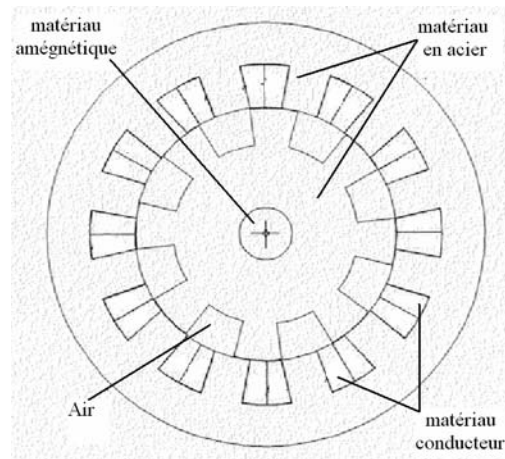 matériau
amégnétique
matériau
en acier
Air
matériau
conducteur